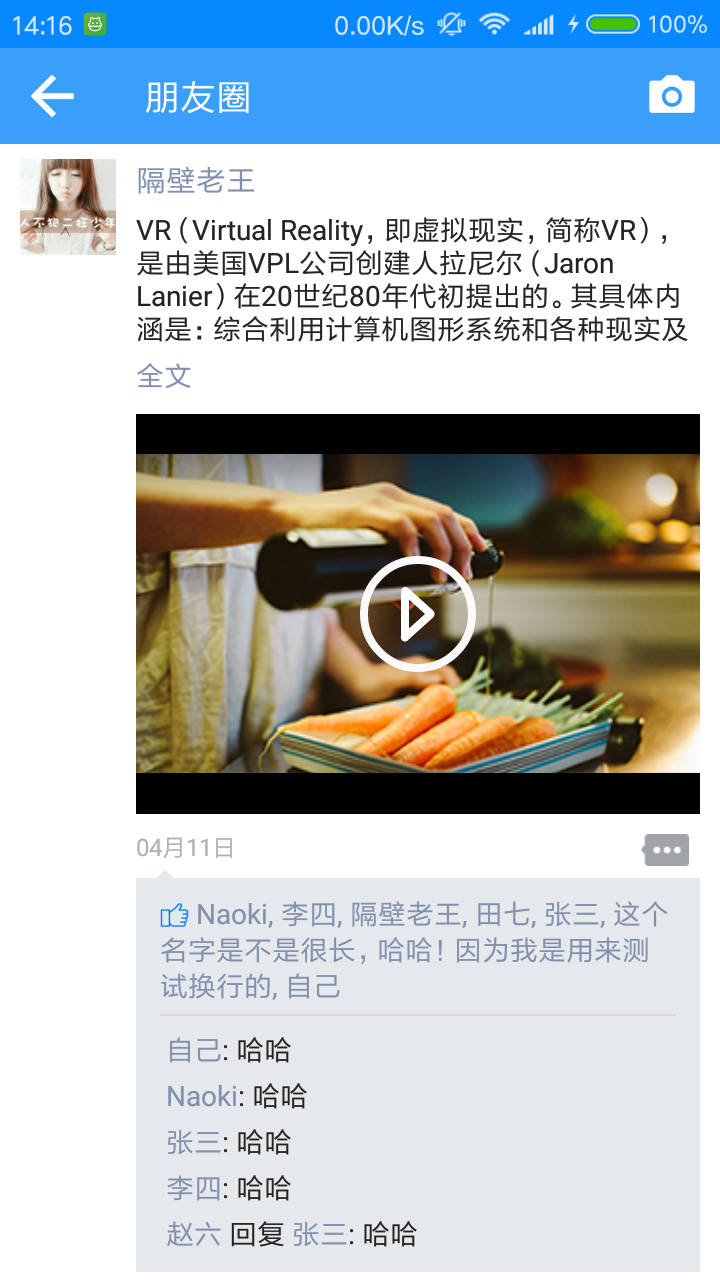 14:16
0.00K/s
100%
朋友圈
人不犯二枉少年
隔壁老王
VR（Virtual Reality，即虚拟现实，简称VR），
是由美国VPL公司创建人拉尼尔（Jaron
Lanier）在20世纪80年代初提出的。其具体内
涵是：综合利用计算机图形系统和各种现实及
全文
04月11日
Naoki, 李四, 隔壁老王, 田七, 张三, 这个
名字是不是很长，哈哈！因为我是用来测
试换行的, 自己
自己: 哈哈
Naoki: 哈哈
张三: 哈哈
李四: 哈哈
赵六 回复 张三: 哈哈